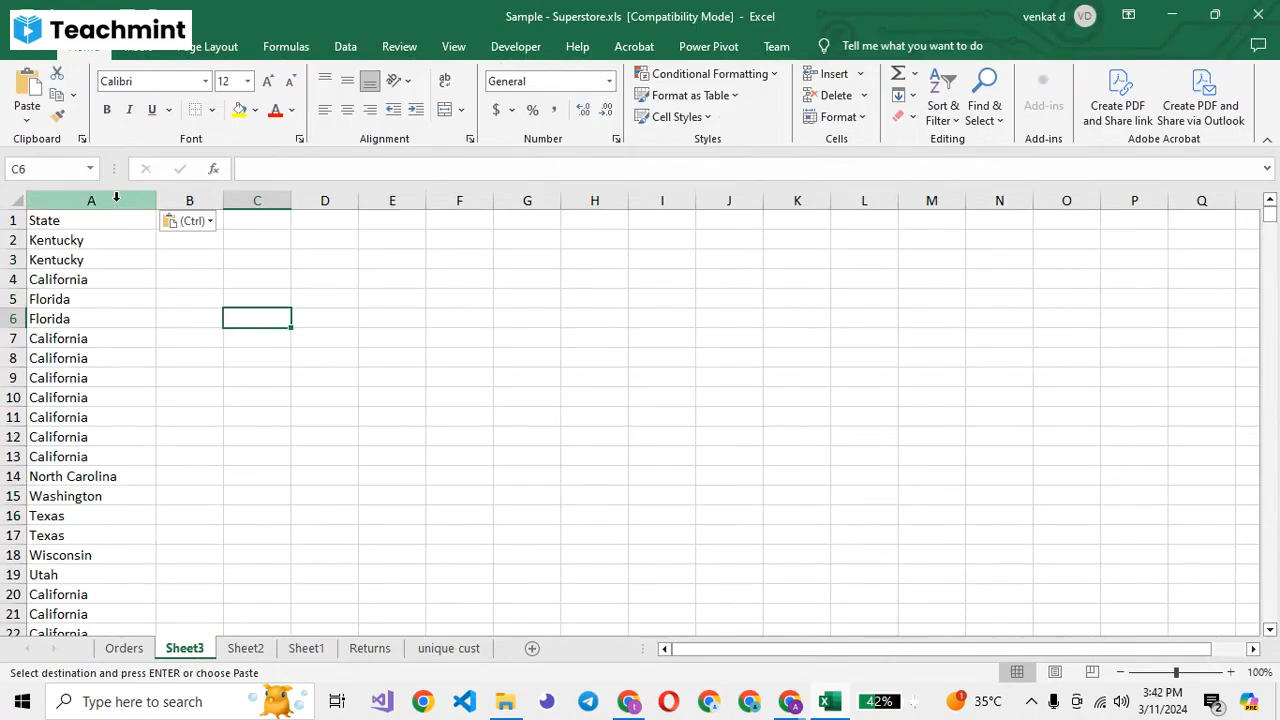 Sample - Superstore.xls [Compatibility Mode] - Excel
venkat d
VD
Teachmint
Page Layout
Formulas
Data
Review
View
Developer
Help
Acrobat
Power Pivot
Team
Tell me what you want to do
Paste
Clipboard
Calibri
12
B I U
A A
Font
ab
Alignment
General
$ % ,
Number
Conditional Formatting
Format as Table
Cell Styles
Styles
Insert
Delete
Format
Cells
Sort & Filter
Find & Select
Editing
Add-ins
Add-ins
Create PDF and Share link
Create PDF and Share via Outlook
Adobe Acrobat
C6
fx
A B C D E F G H I J K L M N O P Q
1 State
(Ctrl)
2 Kentucky
3 Kentucky
4 California
5 Florida
6 Florida
7 California
8 California
9 California
10 California
11 California
12 California
13 California
14 North Carolina
15 Washington
16 Texas
17 Texas
18 Wisconsin
19 Utah
20 California
21 California
22 California
Orders
Sheet3
Sheet2
Sheet1
Returns
unique cust
Select destination and press ENTER or choose Paste
100%
Type here to search
42%
1
35°C
3:42 PM
3/11/2024
2